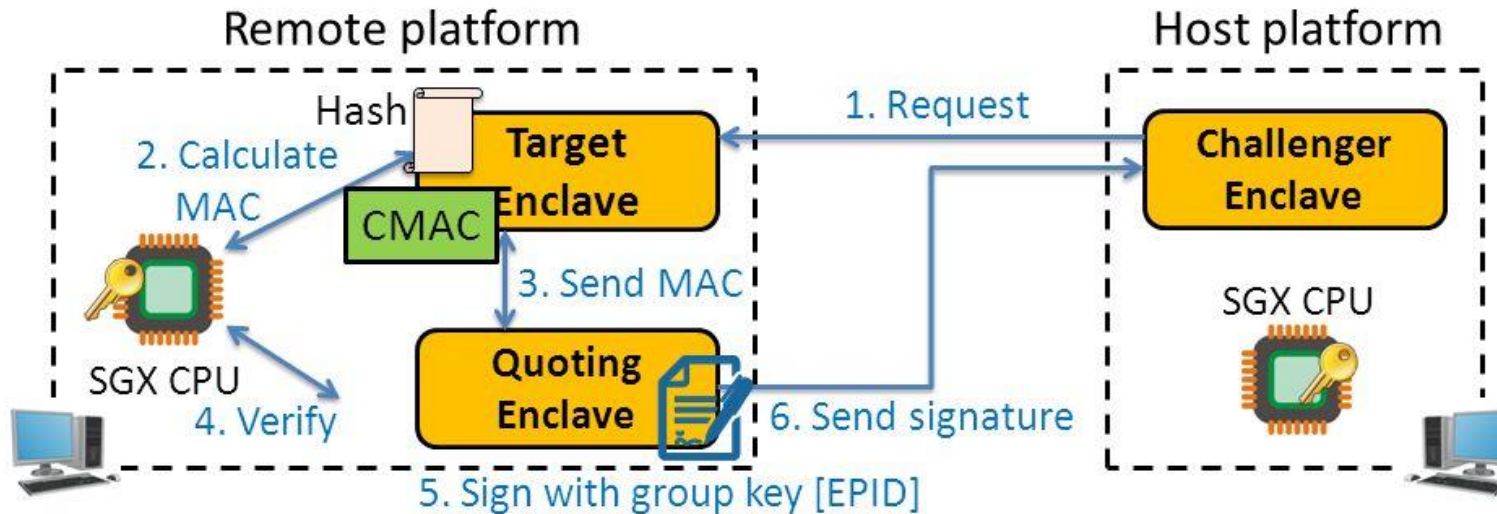 Remote platform
Host platform
Hash
1. Request
2. Calculate
MAC
Target
Enclave
Challenger
Enclave
CMAC
3. Send MAC
SGX CPU
SGX CPU
Quoting
Enclave
4. Verify
6. Send signature
5. Sign with group key [EPID]